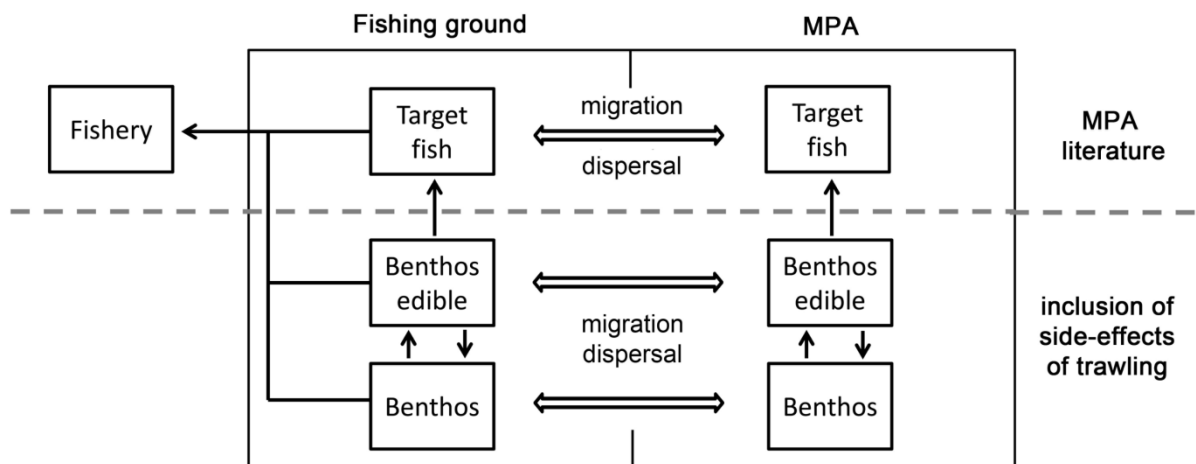 Fishing ground
MPA
Fishery
Target
fish
migration
dispersal
Target
fish
MPA
literature
Benthos
edible
migration
dispersal
Benthos
edible
Benthos
Benthos
inclusion of
side-effects
of trawling